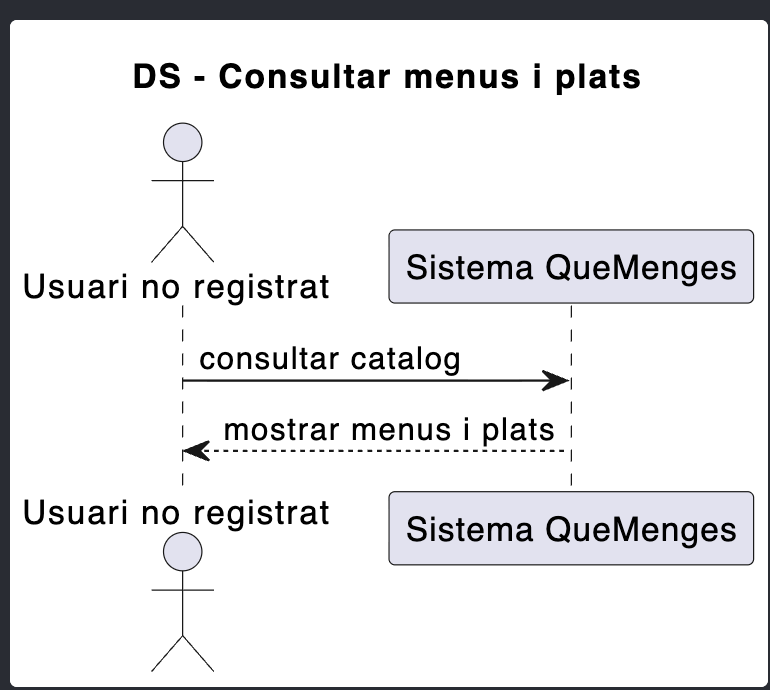 DS - Consultar menus i plats
Usuari no registrat
Sistema QueMenges
consultar catalog
mostrar menus i plats
Usuari no registrat
Sistema QueMenges